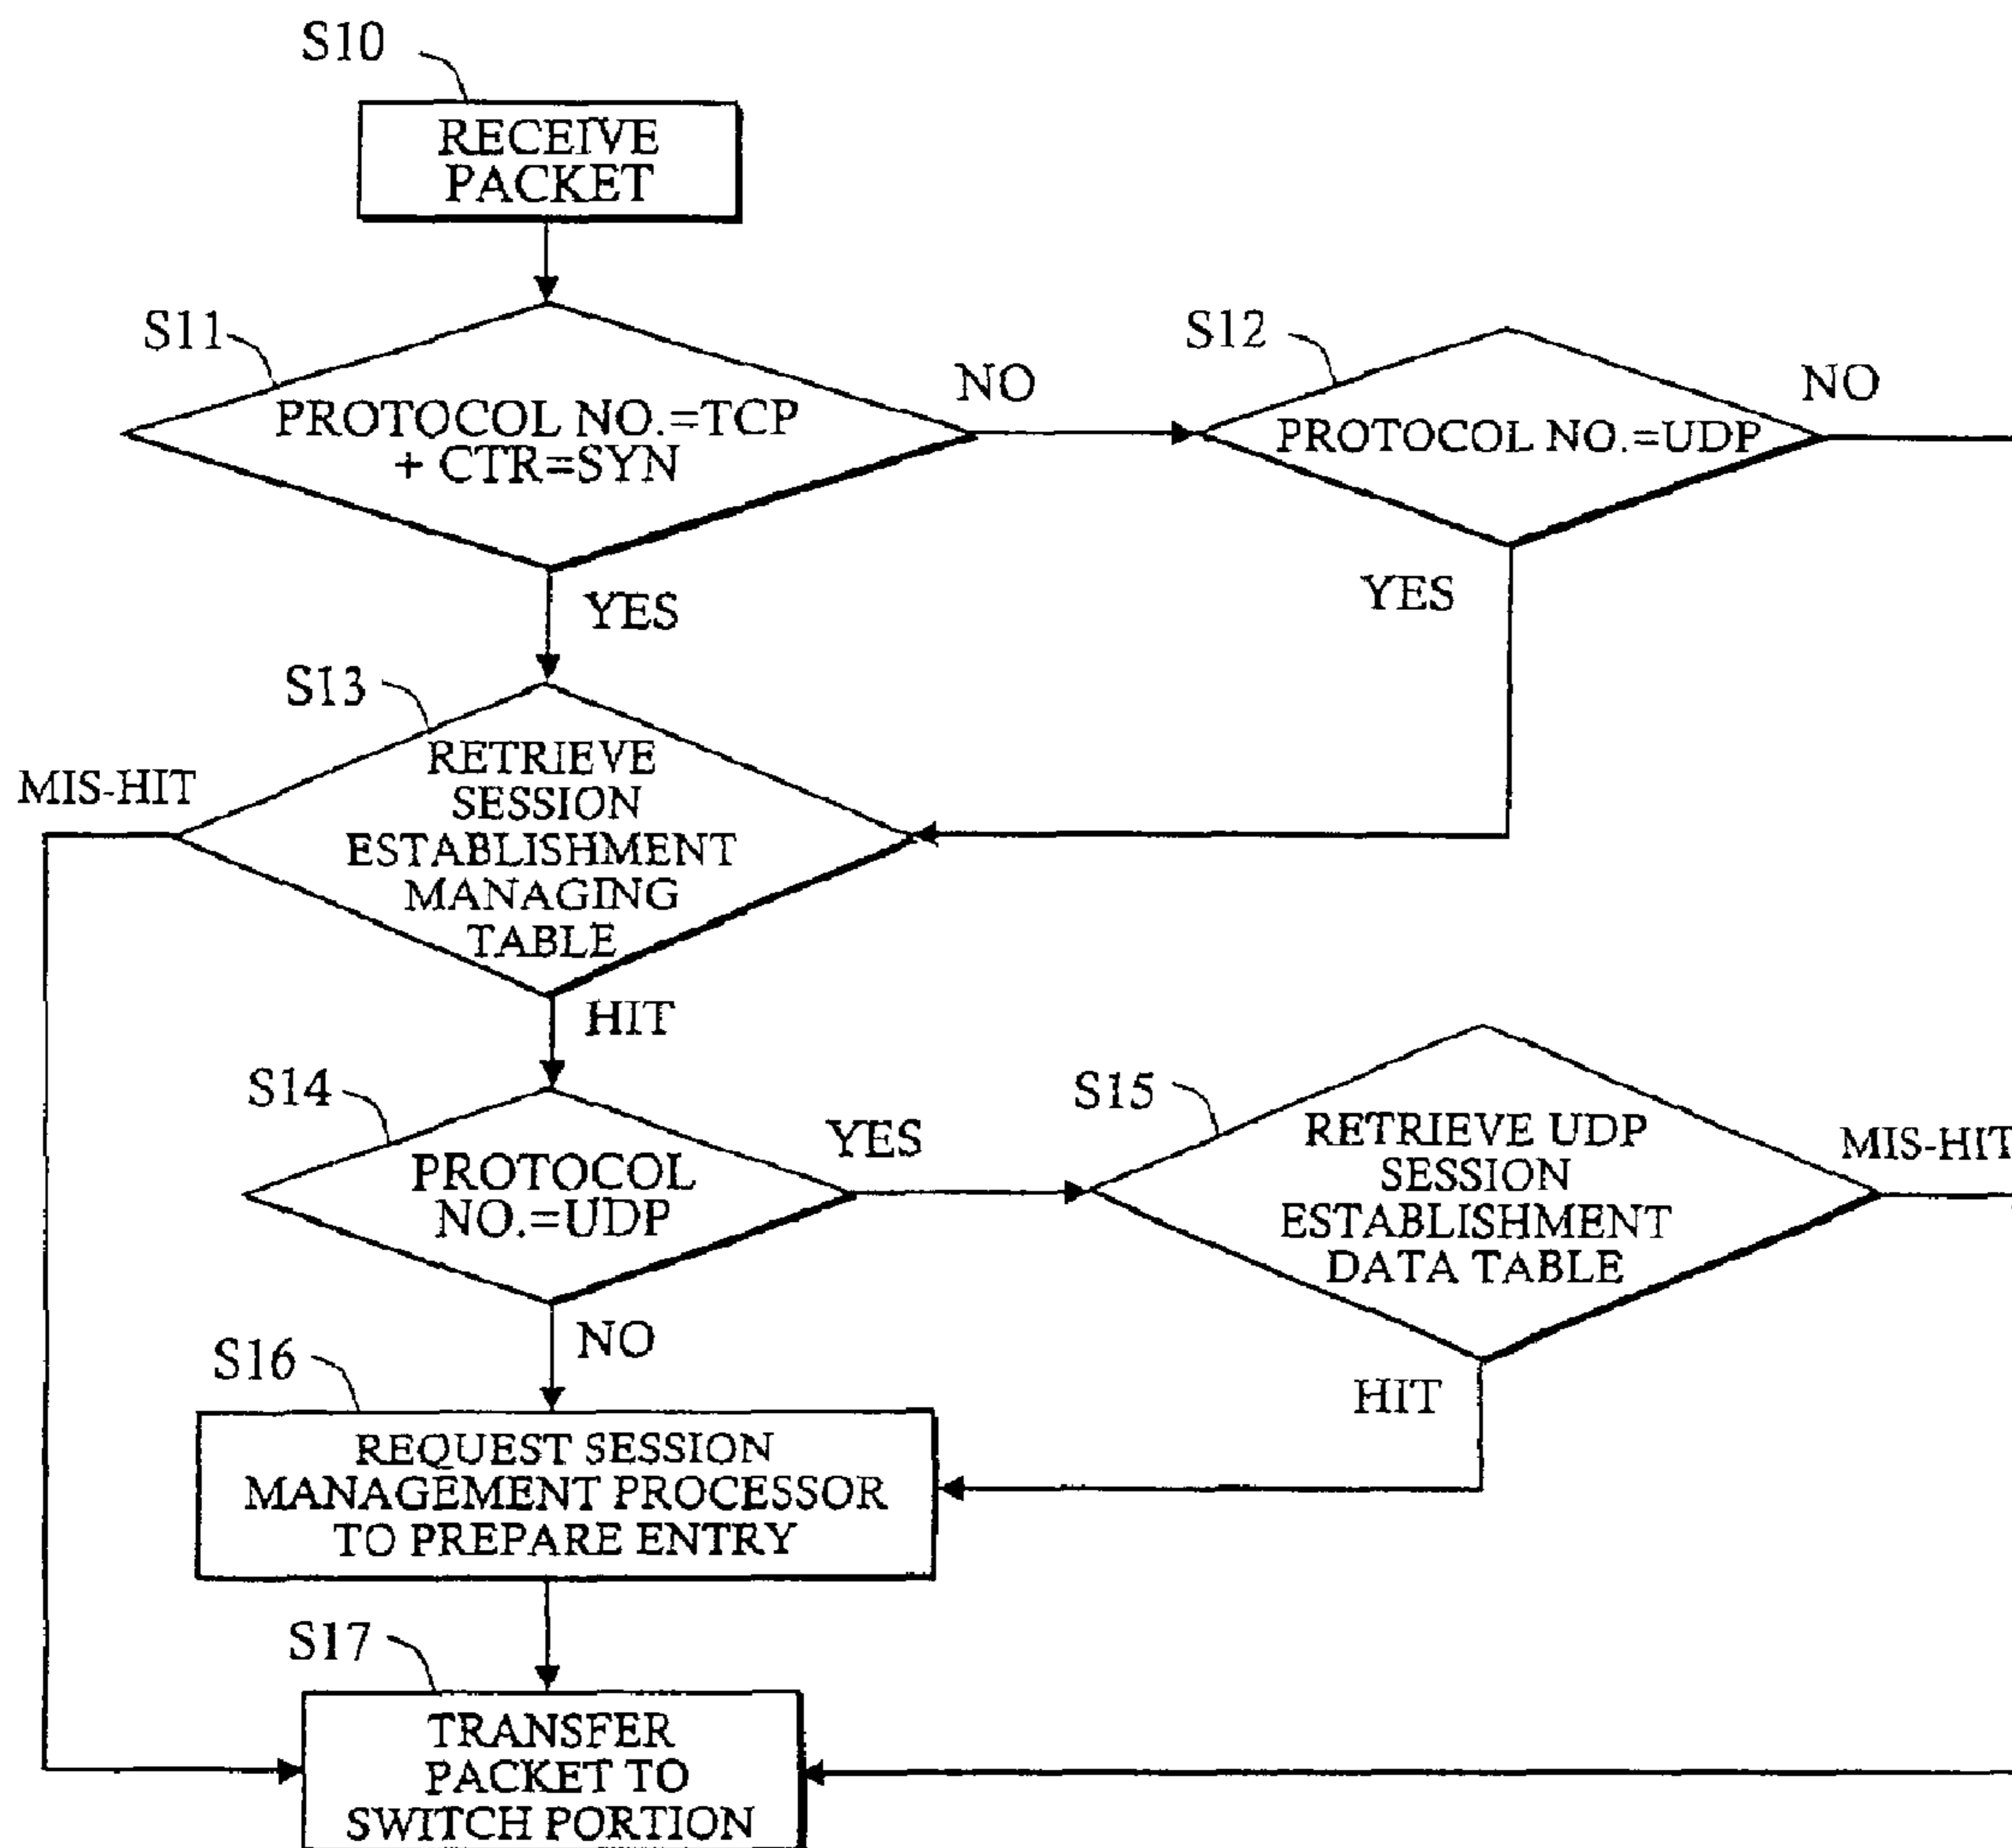 S10
RECEIVE
PACKET
S11
PROTOCOL NO.=TCP
+ CTR=SYN
NO
S12
PROTOCOL NO.=UDP
NO
YES
YES
S13
RETRIEVE
SESSION
ESTABLISHMENT
MANAGING
TABLE
MIS-HIT
HIT
S14
PROTOCOL
NO.=UDP
YES
S15
RETRIEVE UDP
SESSION
ESTABLISHMENT
DATA TABLE
MIS-HIT
NO
HIT
S16
REQUEST SESSION
MANAGEMENT PROCESSOR
TO PREPARE ENTRY
S17
TRANSFER
PACKET TO
SWITCH PORTION